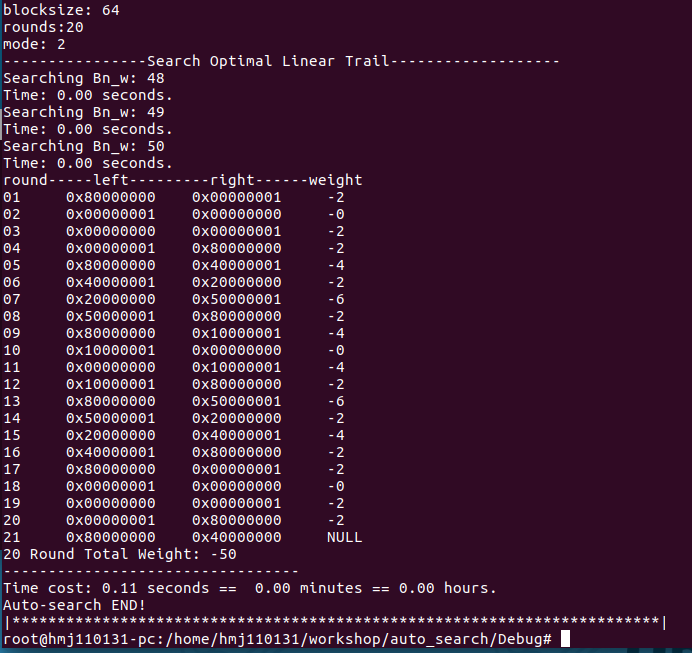 blocksize: 64
rounds:20
mode: 2
----------------Search Optimal Linear Trail-------------------
Searching Bn_w: 48
Time: 0.00 seconds.
Searching Bn_w: 49
Time: 0.00 seconds.
Searching Bn_w: 50
Time: 0.00 seconds.
round-----left---------right------weight
01     0x80000000    0x00000001     -2
02     0x00000001    0x00000000     -0
03     0x00000000    0x00000001     -2
04     0x00000001    0x80000000     -2
05     0x80000000    0x40000001     -4
06     0x40000001    0x20000000     -2
07     0x20000000    0x50000001     -6
08     0x50000001    0x80000000     -2
09     0x80000000    0x10000001     -4
10     0x10000001    0x00000000     -0
11     0x00000000    0x10000001     -4
12     0x10000001    0x80000000     -2
13     0x80000000    0x50000001     -6
14     0x50000001    0x20000000     -2
15     0x20000000    0x40000001     -4
16     0x40000001    0x80000000     -2
17     0x80000000    0x00000001     -2
18     0x00000001    0x00000000     -0
19     0x00000000    0x00000001     -2
20     0x00000001    0x80000000     -2
21     0x80000000    0x40000000     NULL
20 Round Total Weight: -50
---------------------------------
Time cost: 0.11 seconds ==  0.00 minutes == 0.00 hours.
Auto-search END!
|************************************************************************|
root@hmj110131-pc:/home/hmj110131/workshop/auto_search/Debug#